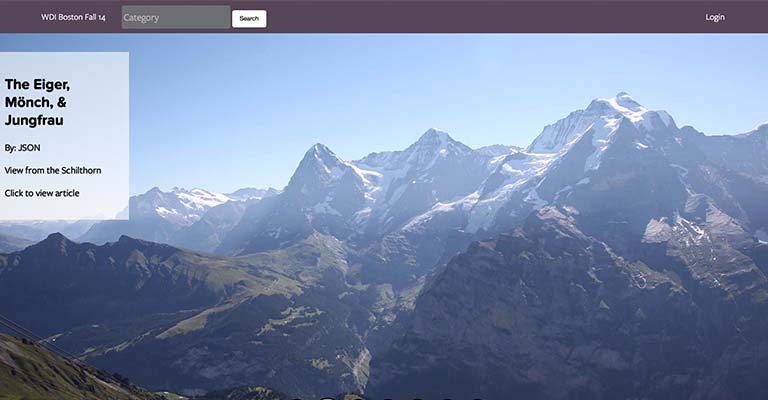 WDI Boston Fall 14
Category
Search
Login
The Eiger,
Mönch, &
Jungfrau
By: JSON
View from the Schilthorn
Click to view article